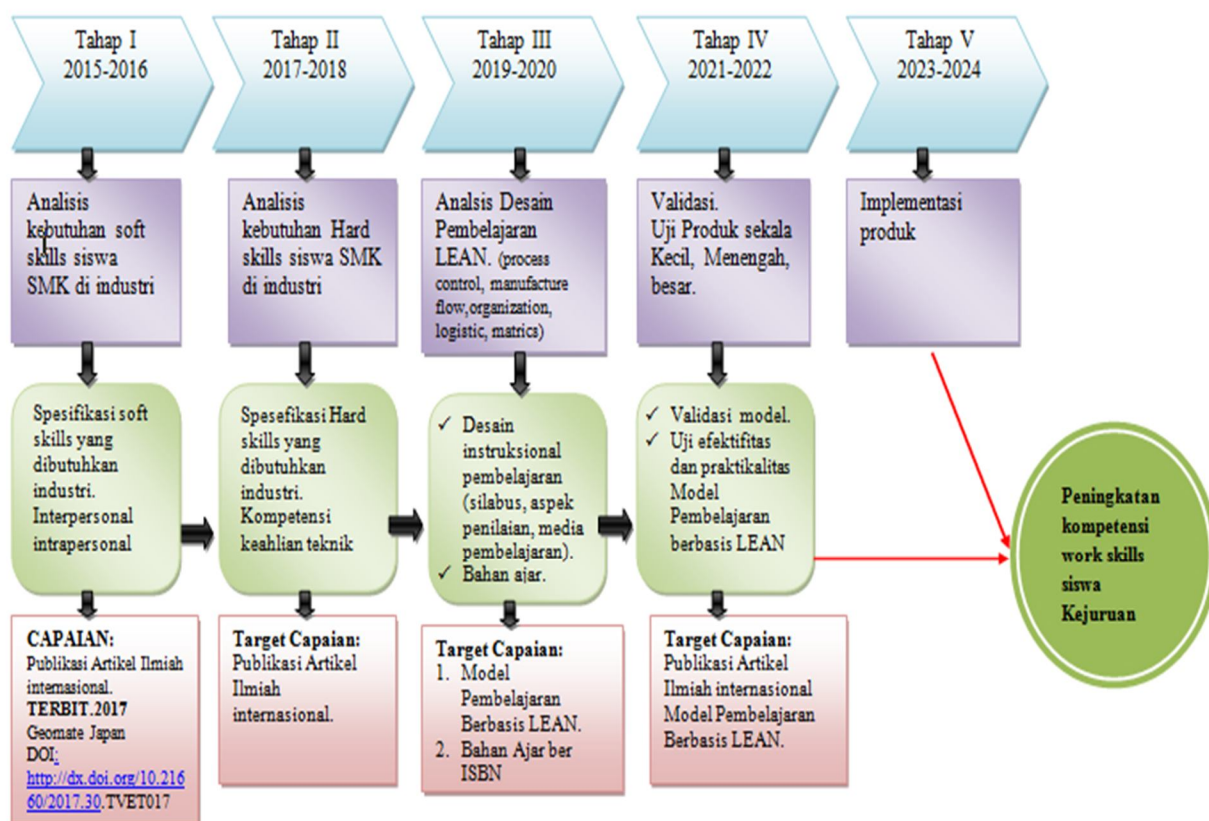 Tahap I
2015-2016
Tahap II
2017-2018
Tahap III
2019-2020
Tahap IV
2021-2022
Tahap V
2023-2024
Analisis
kebutuhan soft
skills siswa
SMK di industri
Analisis
kebutuhan Hard
skills siswa SMK
di industri
Analsis Desain
Pembelajaran
LEAN. (process
control, manufacture
flow,organization,
logistic, matrics)
Validasi.
Uji Produk sekala
Kecil, Menengah,
besar.
Implementasi
produk
Spesifikasi soft
skills yang
dibutuhkan
industri.
Interpersonal
intrapersonal
Spesefikasi Hard
skills yang
dibutuhkan
industri.
Kompetensi
keahlian teknik
✓ Desain
instruksional
pembelajaran
(silabus, aspek
penilaian, media
pembelajaran).
✓ Bahan ajar.
✓ Validasi model.
✓ Uji efektifitas
dan praktikalitas
Model
Pembelajaran
berbasis LEAN
Peningkatan
kompetensi
work skills
siswa
Kejuruan
CAPAIAN:
Publikasi Artikel Ilmiah
internasional.
TERBIT.2017
Geomate Japan
DOI:
http://dx.doi.org/10.216
60/2017.30.TVET017
Target Capaian:
Publikasi Artikel
Ilmiah
internasional.
Target Capaian:
1. Model
Pembelajaran
Berbasis LEAN.
2. Bahan Ajar ber
ISBN
Target Capaian:
Publikasi Artikel
Ilmiah internasional
Model Pembelajaran
Berbasis LEAN.